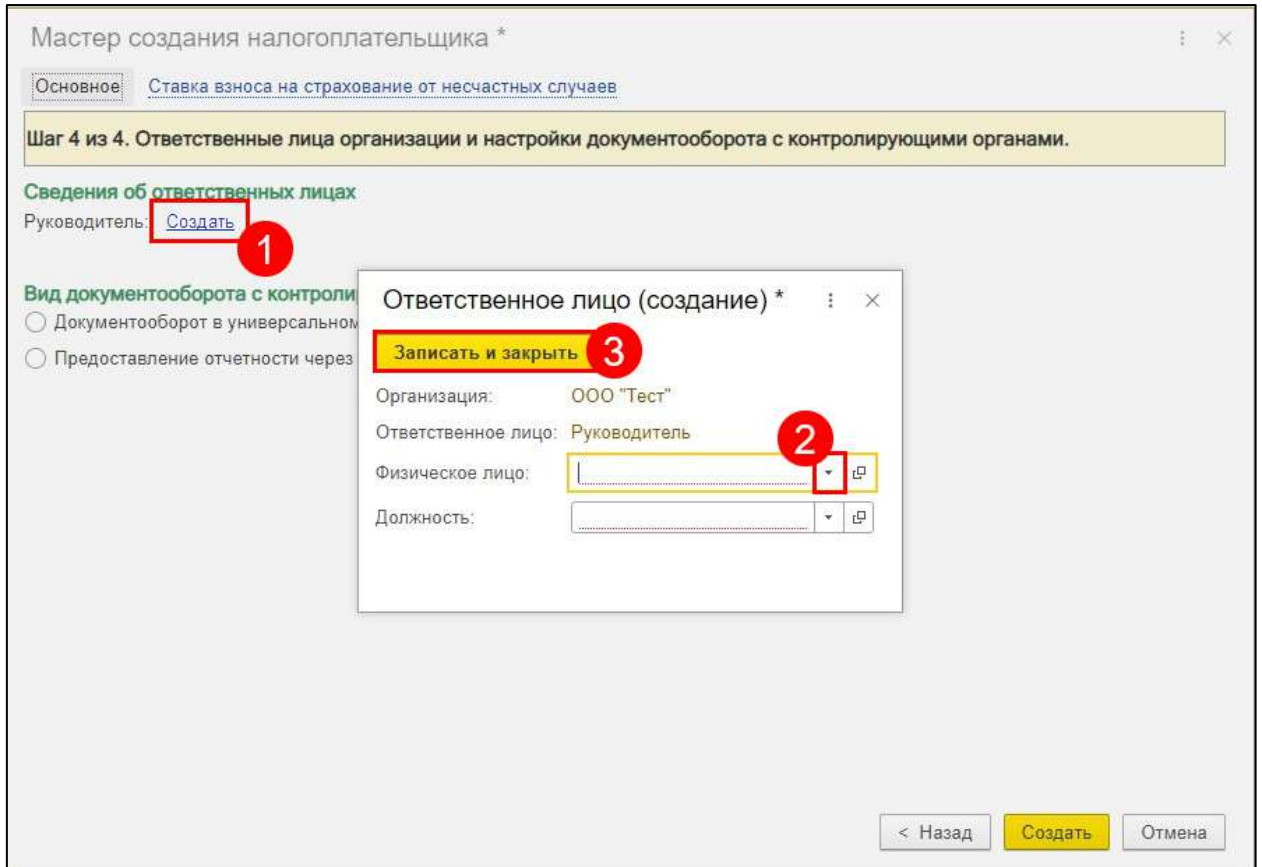 Мастер создания налогоплательщика *
Основное Ставка взноса на страхование от несчастных случаев
Шаг 4 из 4. Ответственные лица организации и настройки документооборота с контролирующими органами.
Сведения об ответственных лицах
Руководитель: Создать
1
Вид документооборота с контроли
Документооборот в универсальном
Предоставление отчетности через
Ответственное лицо (создание) *
Записать и закрыть 3
Организация: ООО "Тест"
Ответственное лицо: Руководитель
2
Физическое лицо:
Должность:
< Назад Создать Отмена